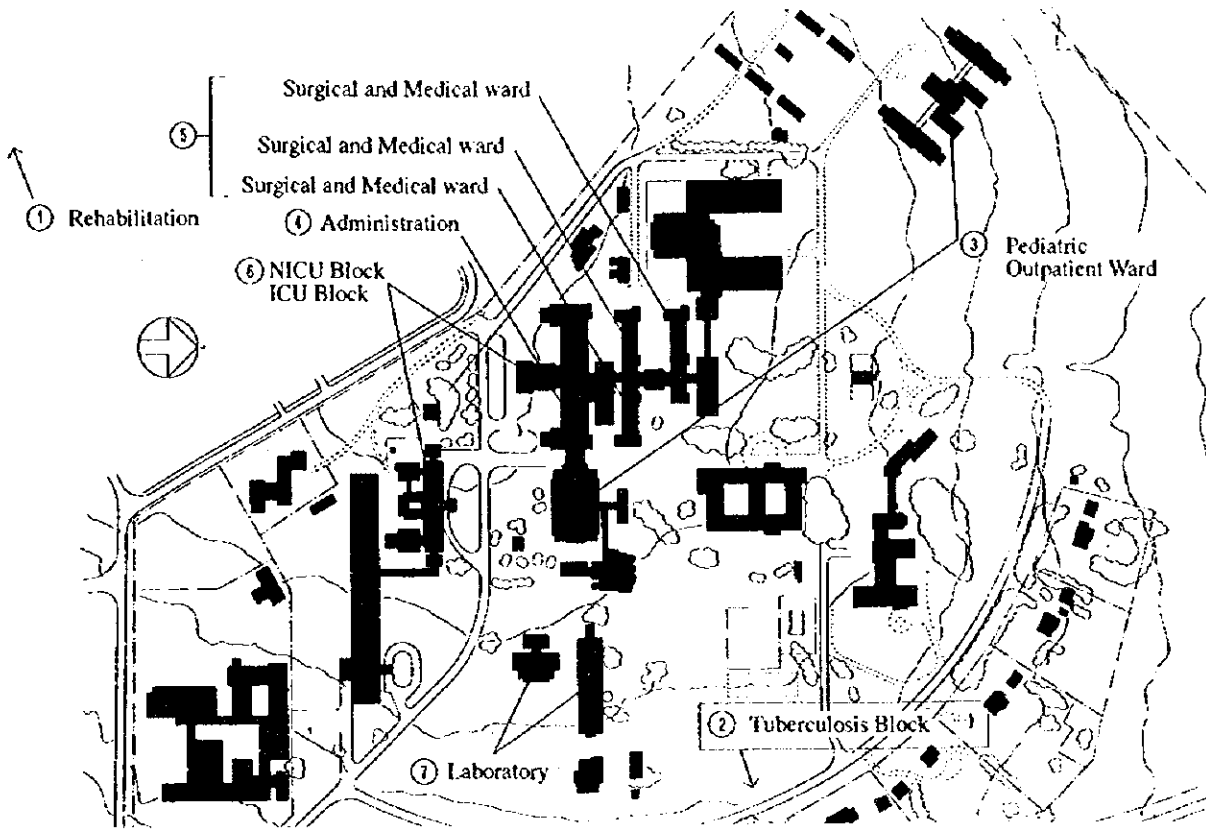 Surgical and Medical ward
⑤
Surgical and Medical ward
Surgical and Medical ward
① Rehabilitation
④ Administration
⑥ NICU Block
ICU Block
③ Pediatric
Outpatient Ward
② Tuberculosis Block
⑦ Laboratory